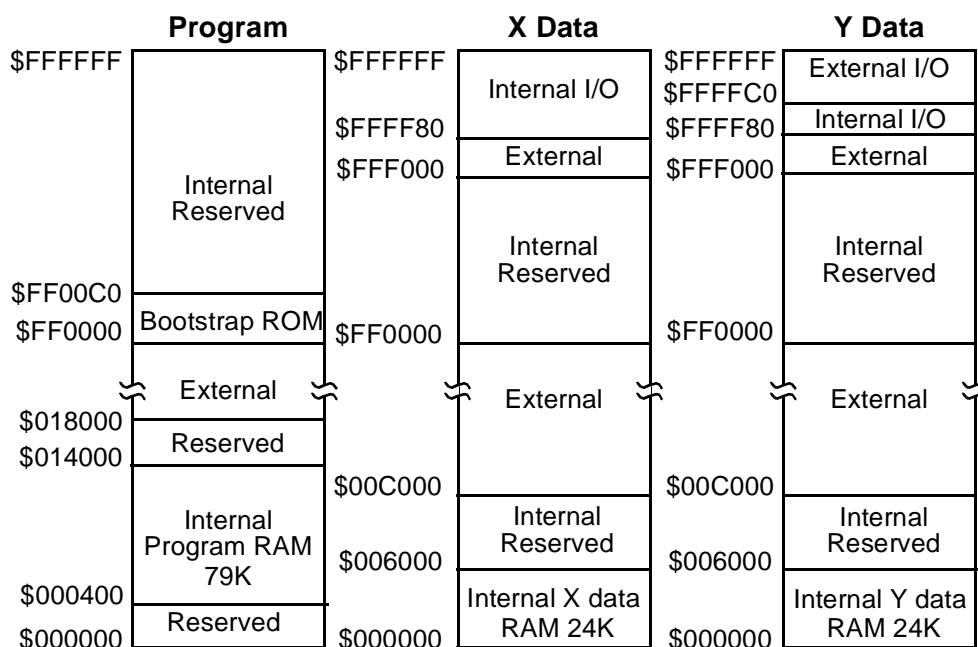 Program
$FFFFFF
Internal
Reserved
$FF00C0
Bootstrap ROM
$FF0000
External
$018000
Reserved
$014000
Internal
Program RAM
79K
$000400
Reserved
$000000
X Data
$FFFFFF
Internal I/O
$FFFF80
External
$FFF000
Internal
Reserved
$FF0000
External
$00C000
Internal
Reserved
$006000
Internal X data
RAM 24K
$000000
Y Data
$FFFFFF
External I/O
$FFFFC0
Internal I/O
$FFFF80
External
$FFF000
Internal
Reserved
$FF0000
External
$00C000
Internal
Reserved
$006000
Internal Y data
RAM 24K
$000000